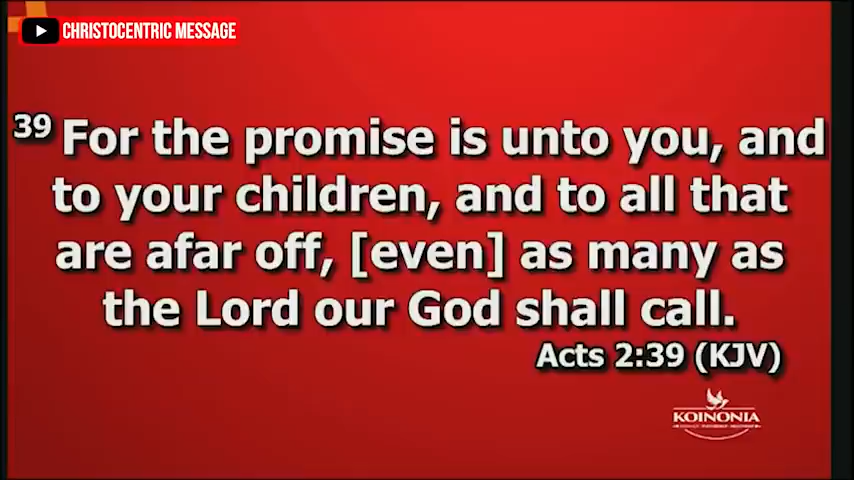 CHRISTOCENTRIC MESSAGE
39 For the promise is unto you, and
to your children, and to all that
are afar off, [even] as many as
the Lord our God shall call.
Acts 2:39 (KJV)
KOINONIA